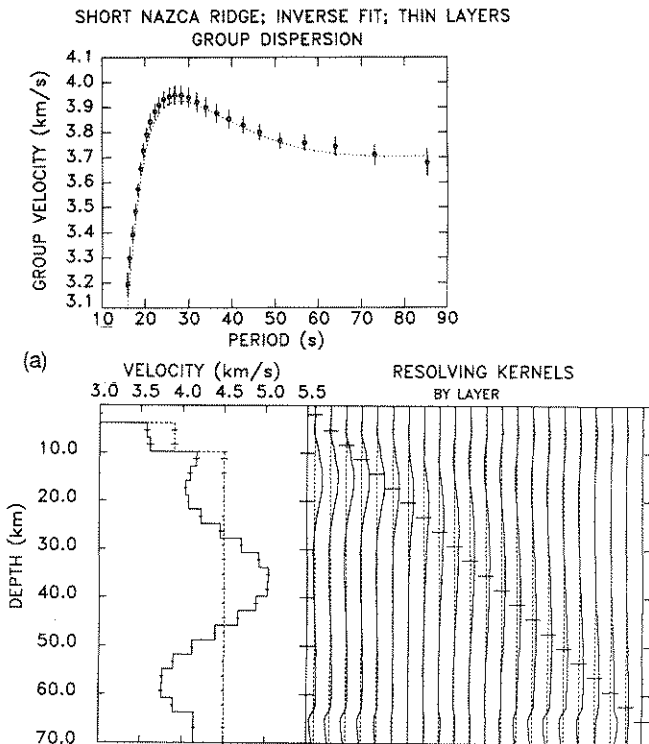 SHORT NAZCA RIDGE; INVERSE FIT; THIN LAYERS
GROUP DISPERSION
GROUP VELOCITY (km/s)
4.1
4.0
3.9
3.8
3.7
3.6
3.5
3.4
3.3
3.2
3.1
10 20 30 40 50 60 70 80 90
PERIOD (s)
(a)
VELOCITY (km/s)
3.0 3.5 4.0 4.5 5.0 5.5
RESOLVING KERNELS
BY LAYER
DEPTH (km)
10.0
20.0
30.0
40.0
50.0
60.0
70.0